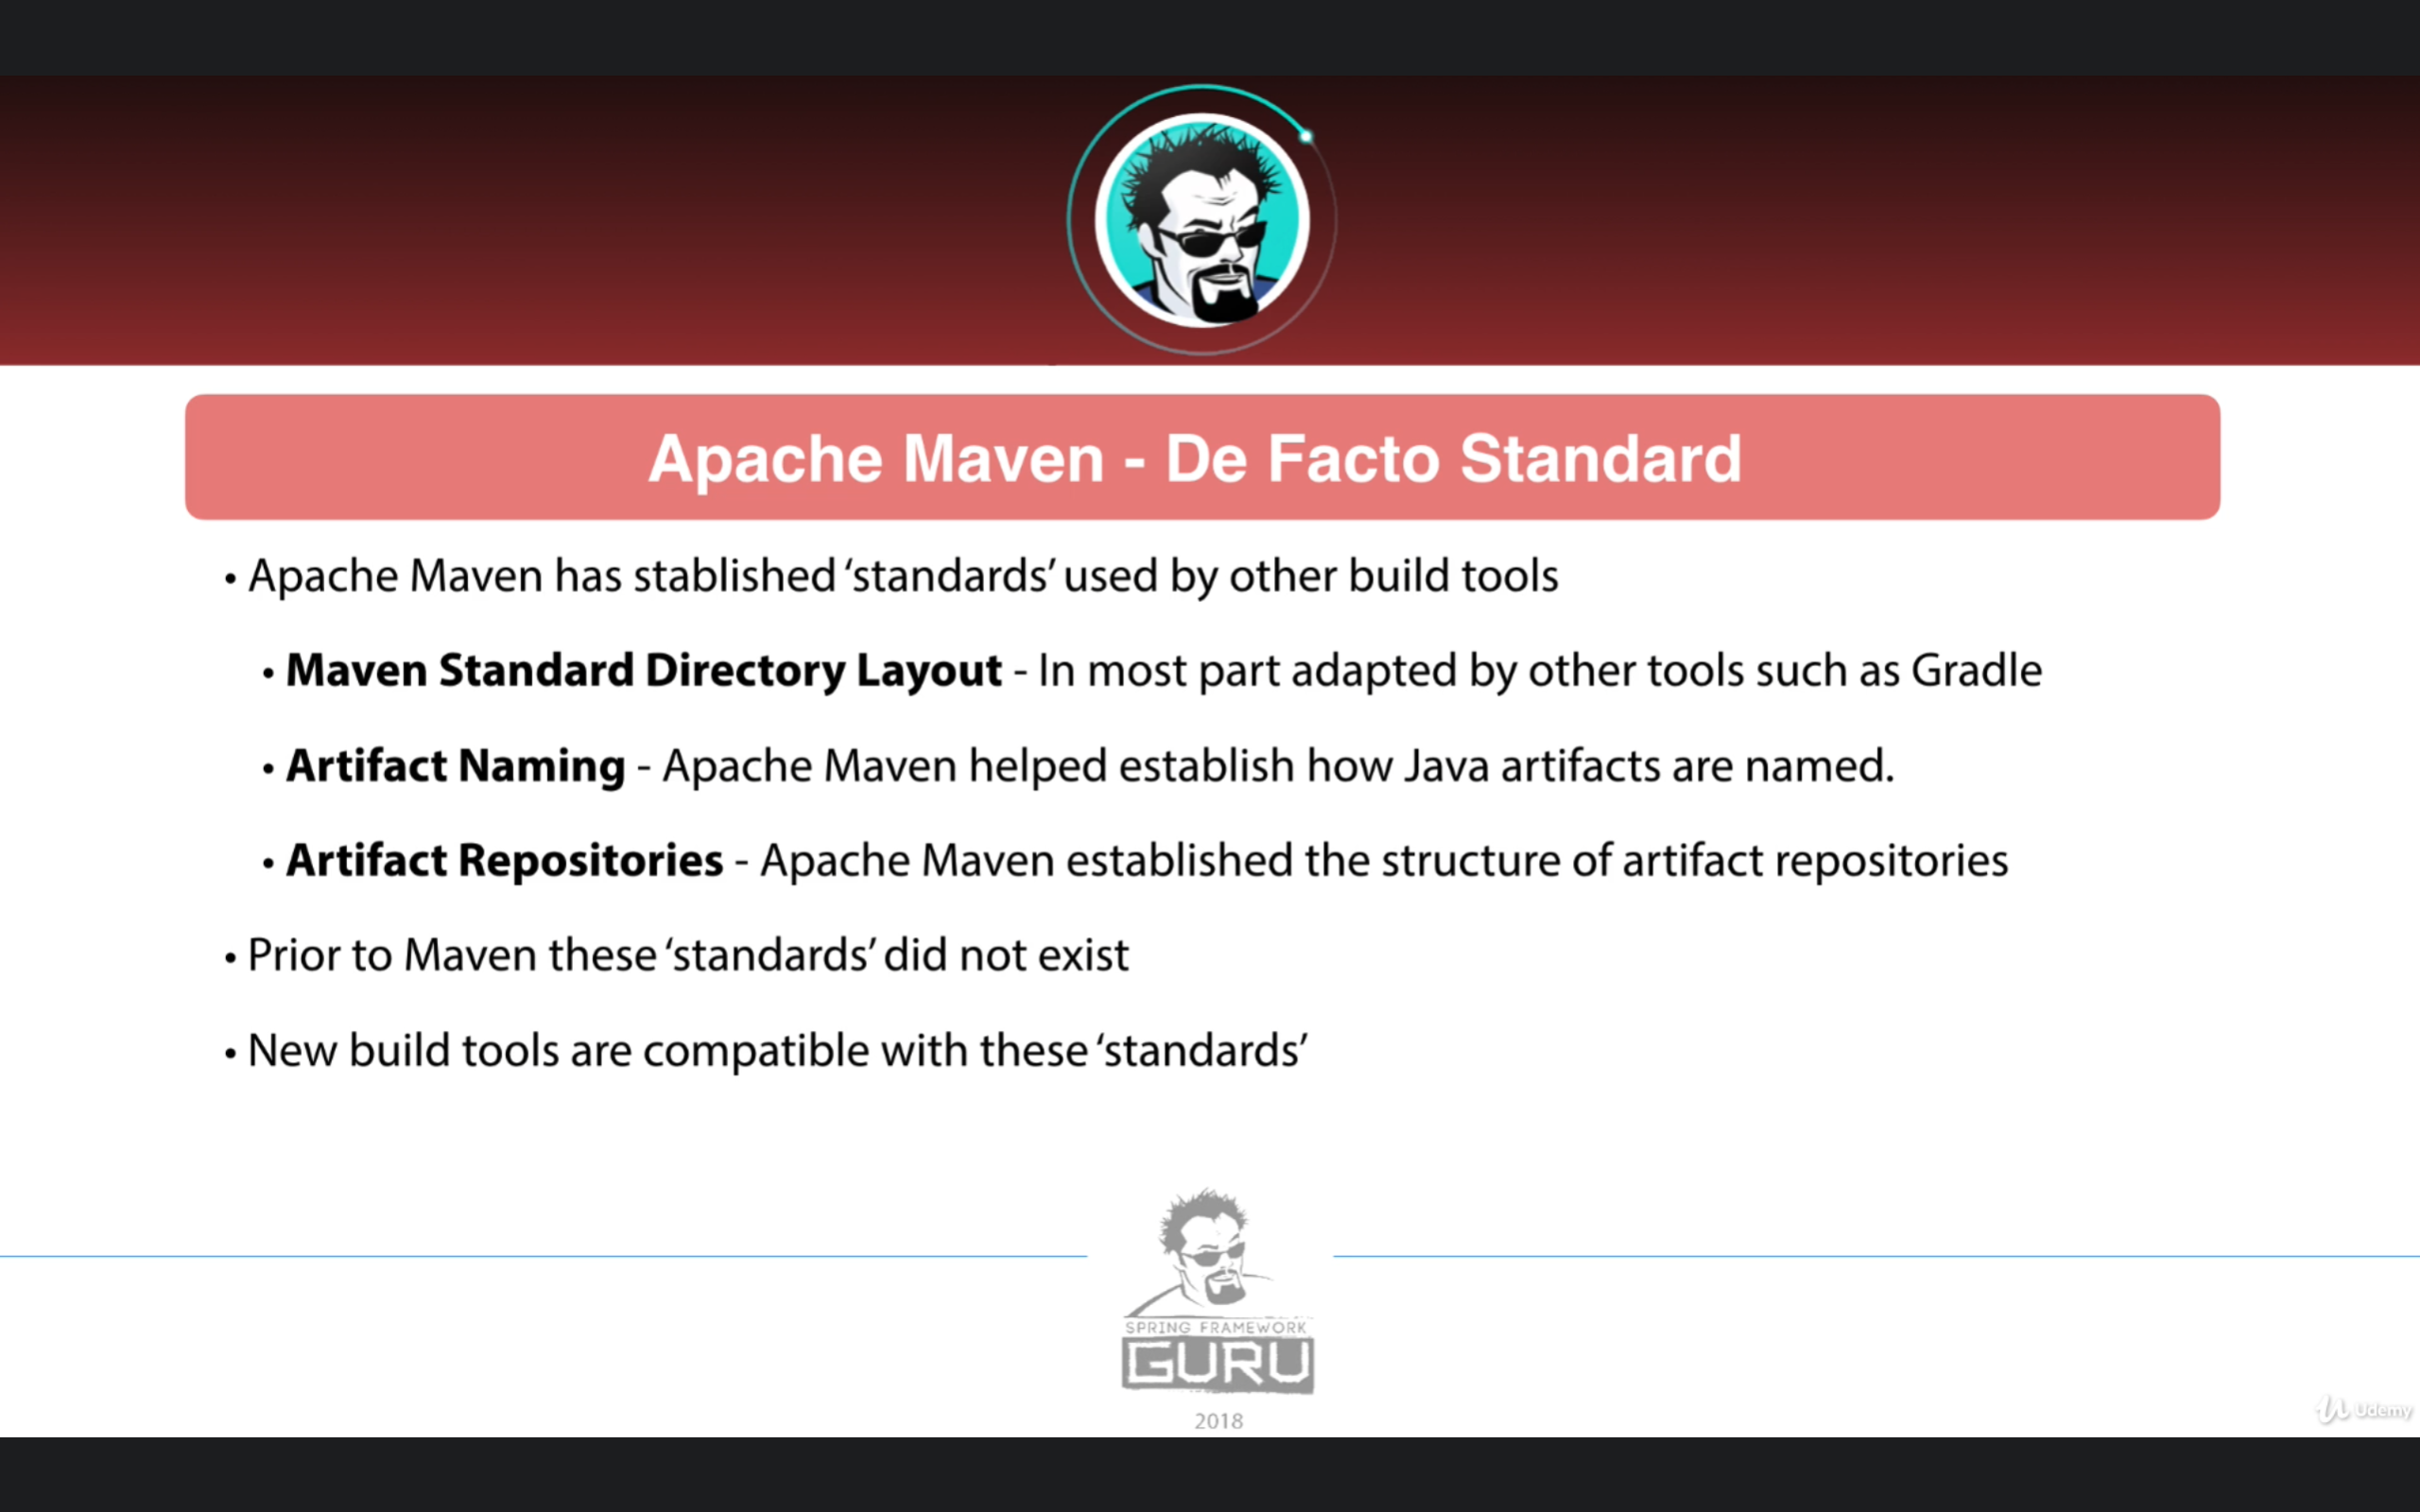 Apache Maven - De Facto Standard
• Apache Maven has stablished ‘standards’ used by other build tools
• Maven Standard Directory Layout - In most part adapted by other tools such as Gradle
• Artifact Naming - Apache Maven helped establish how Java artifacts are named.
• Artifact Repositories - Apache Maven established the structure of artifact repositories
• Prior to Maven these ‘standards’ did not exist
• New build tools are compatible with these ‘standards’
SPRING FRAMEWORK
GURU
2018
Udemy